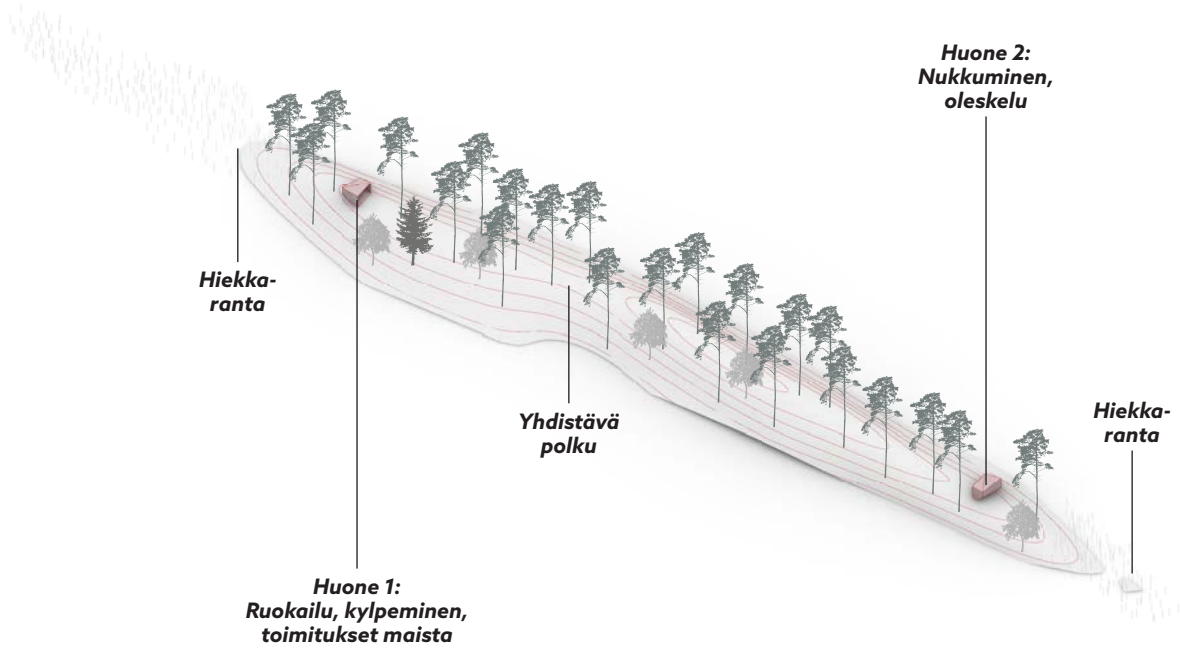 Huone 2:
Nukkuminen,
oleskelu
Hiekka-
ranta
Yhdistävä
polku
Hiekka-
ranta
Huone 1:
Ruokailu, kylpeminen,
toimitukset maista